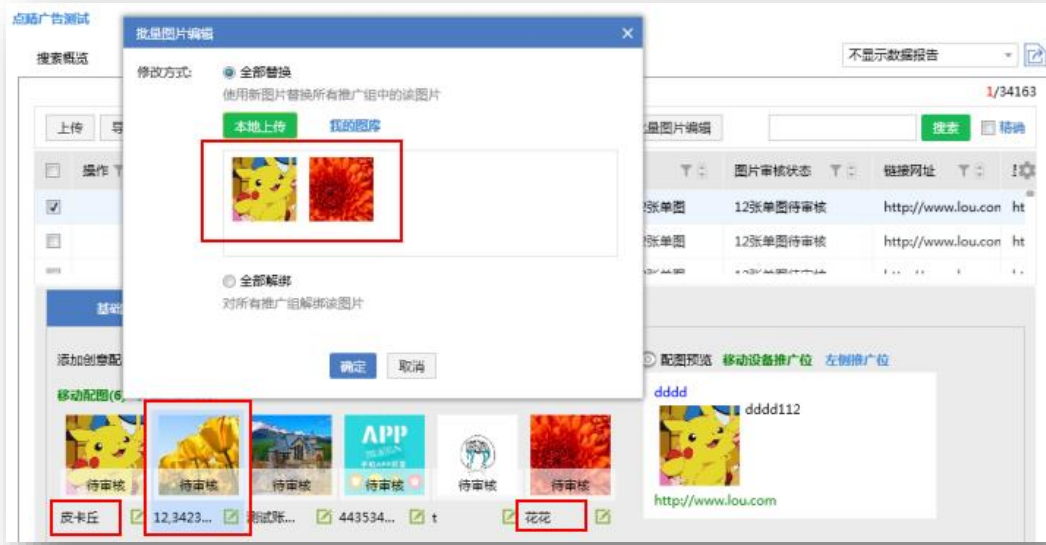 点睛广告测试
批量图片编辑
搜索概览
不显示数据报告
修改方式:
全部替换
使用新图片替换所有推广组中的该图片
1/34163
本地上传
我的图库
上传
批量图片编辑
搜索
精确
操作
图片审核状态
链接网址
12张单图待审核
http://www.lou.con
ht
12张单图待审核
http://www.lou.con
ht
全部解绑
对所有推广组解绑该图片
添加创意配
确定
取消
配图预览
移动设备推广位
左侧推广位
移动配图(6)
dddd
dddd112
APP
待审核
待审核
待审核
待审核
待审核
待审核
http://www.lou.com
皮卡丘
12,3423...
测试账...
443534...
t
花花